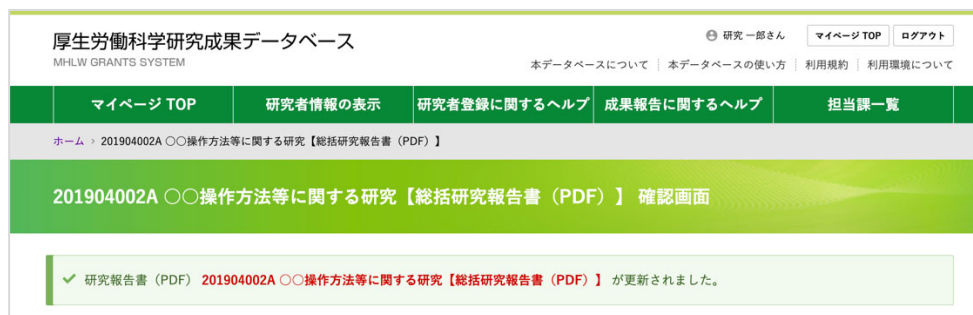 厚生労働科学研究成果データベース
MHLW GRANTS SYSTEM
研究 一郎さん マイページ TOP ログアウト
本データベースについて 本データベースの使い方 利用規約 利用環境について
マイページ TOP 研究者情報の表示 研究者登録に関するヘルプ 成果報告に関するヘルプ 担当課一覧
ホーム › 201904002A 〇〇操作方法等に関する研究【総括研究報告書（PDF）】
201904002A 〇〇操作方法等に関する研究【総括研究報告書（PDF）】 確認画面
✓ 研究報告書（PDF） 201904002A 〇〇操作方法等に関する研究【総括研究報告書（PDF）】 が更新されました。